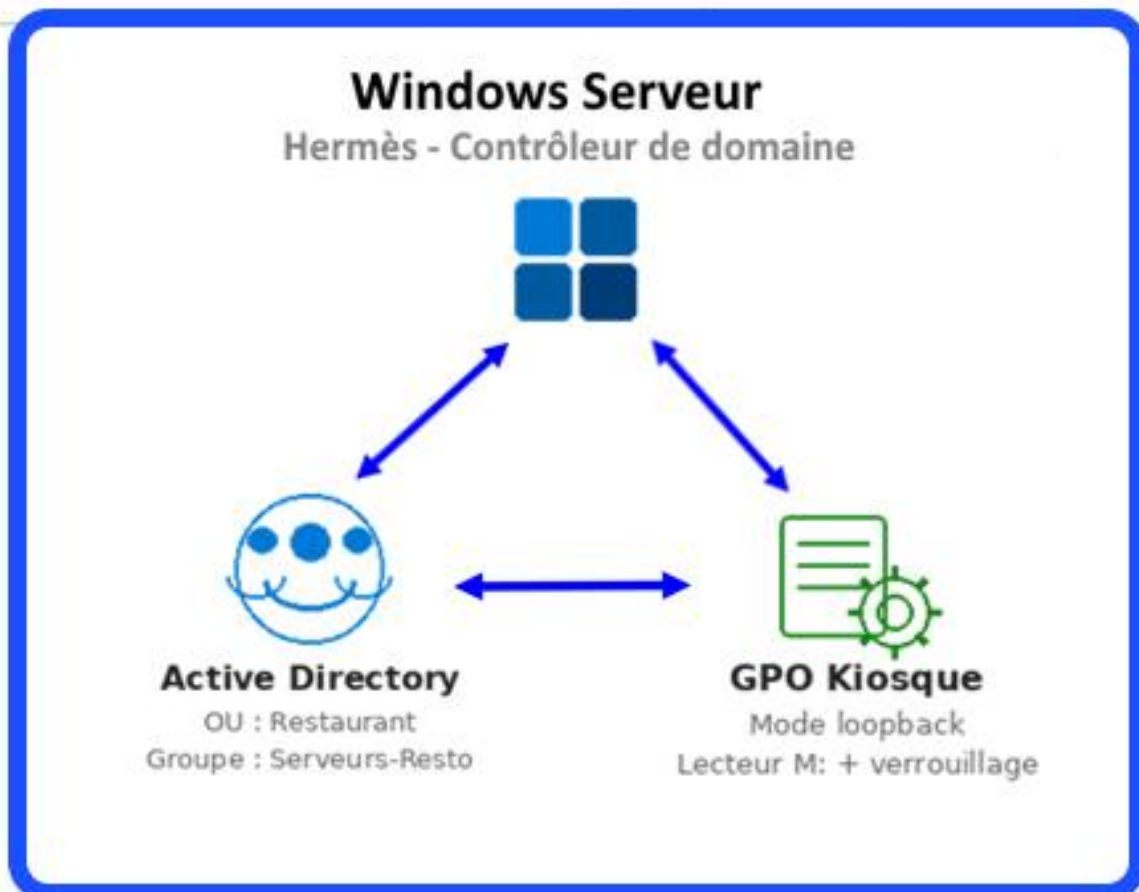 Windows Serveur
Hermès - Contrôleur de domaine
Active Directory
OU : Restaurant
Groupe : Serveurs-Resto
GPO Kiosque
Mode loopback
Lecteur M: + verrouillage